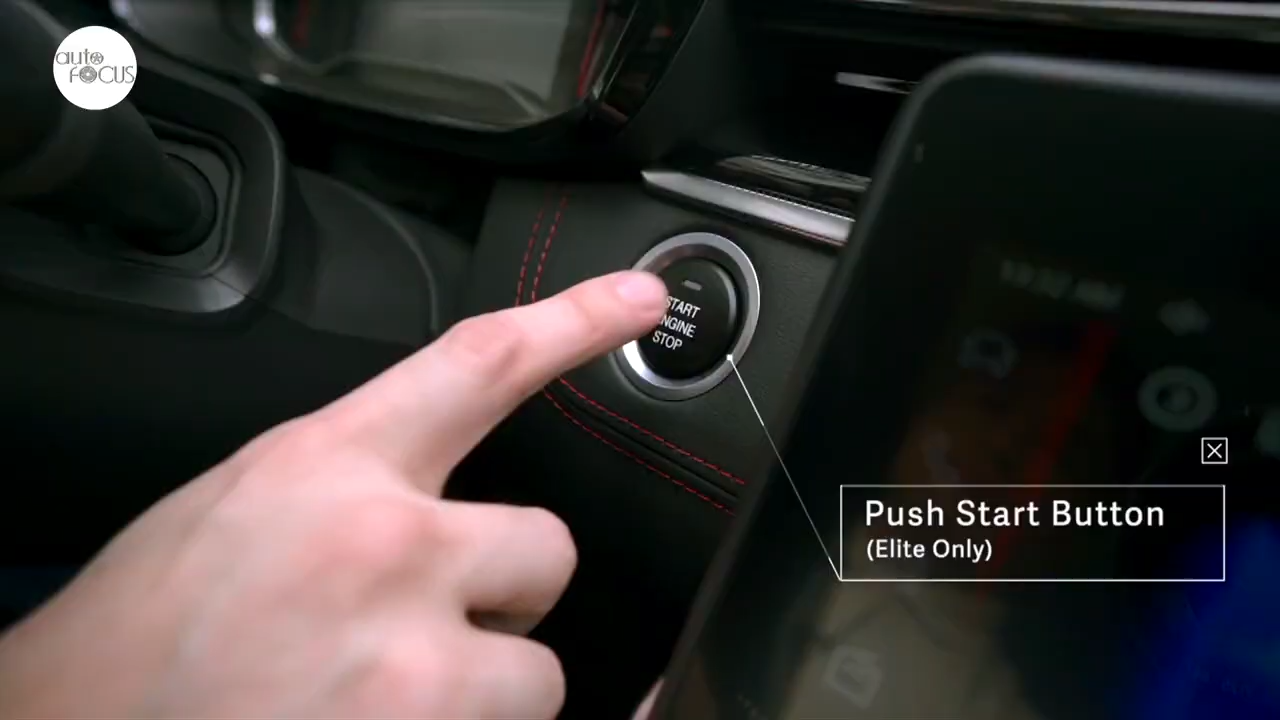 auto
FOCUS
START
ENGINE
STOP
Push Start Button
(Elite Only)